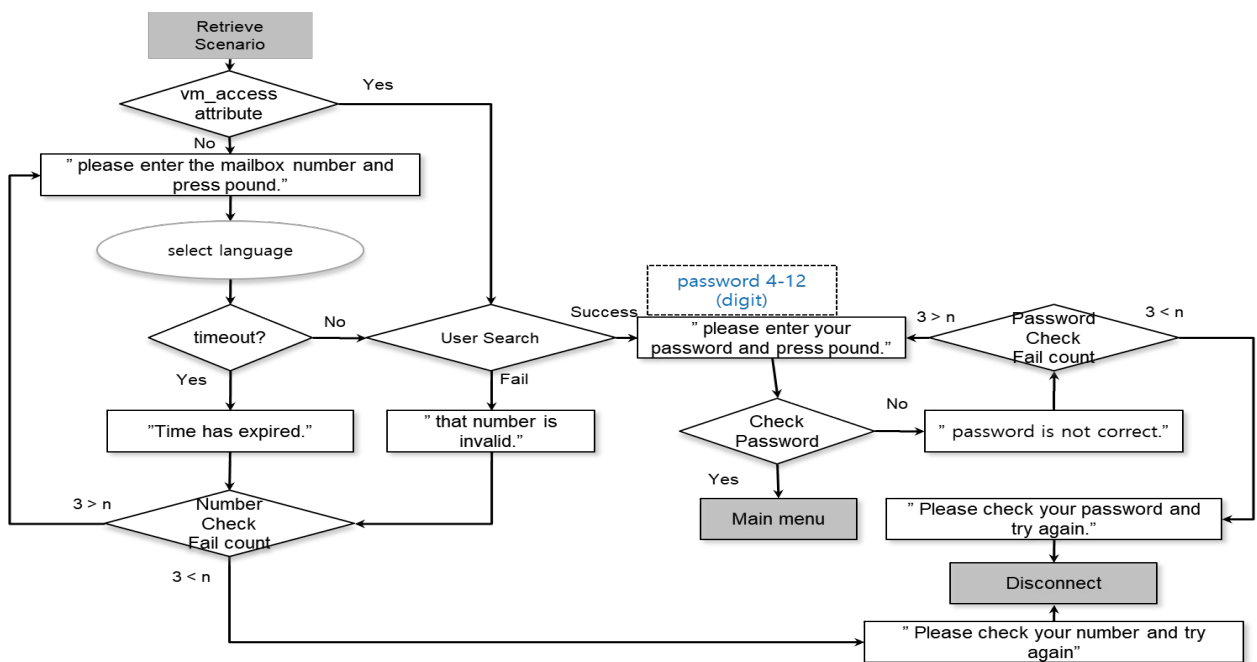 Retrieve
Scenario
vm_access
attribute
Yes
No
” please enter the mailbox number and
press pound.”
select language
timeout?
No
Yes
”Time has expired.”
Number
Check
Fail count
3 > n
3 < n
User Search
Success
Fail
” that number is
invalid.”
password 4-12
(digit)
” please enter your
password and press pound.”
Check
Password
No
Yes
Main menu
” password is not correct.”
Password
Check
Fail count
3 > n
3 < n
” Please check your password and
try again.”
Disconnect
” Please check your number and try
again”